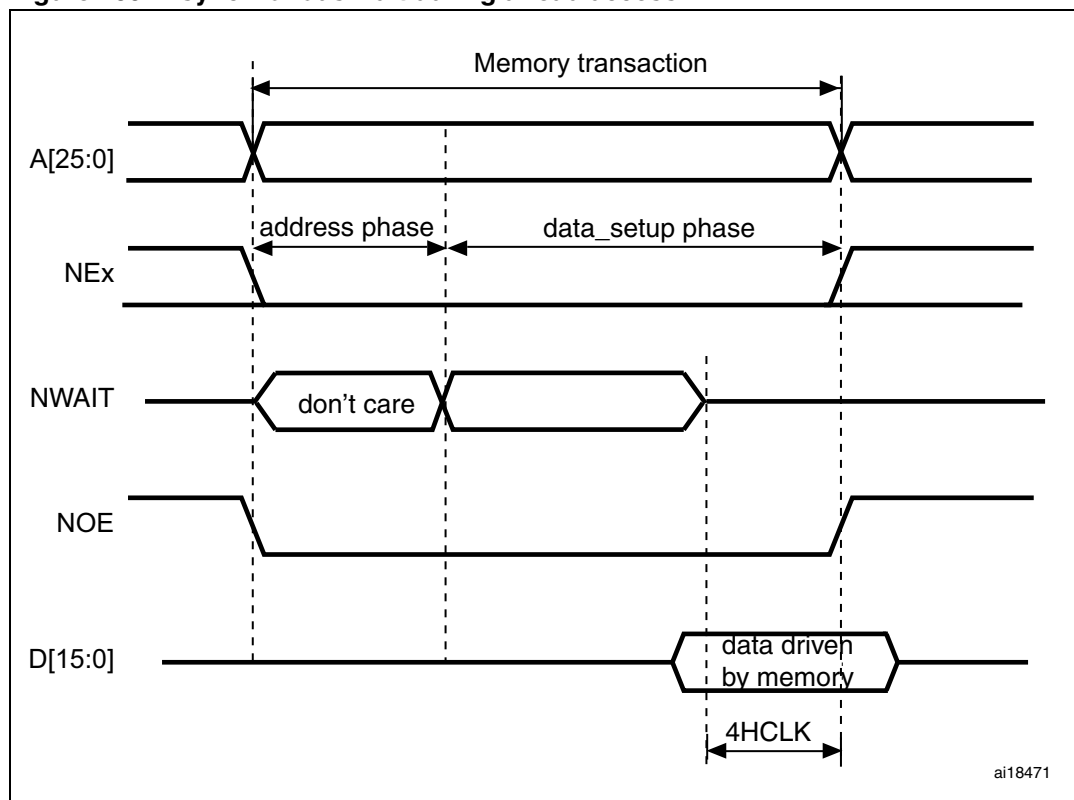 Memory transaction
A[25:0]
address phase
data_setup phase
NEx
NWAIT
don't care
NOE
D[15:0]
data driven
by memory
4HCLK
ai18471